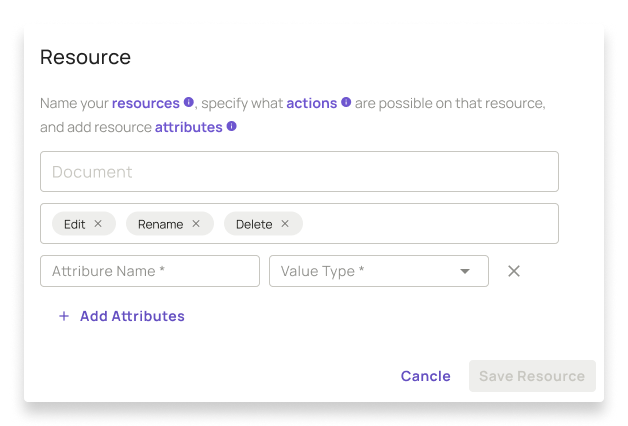 Resource
Name your resources, specify what actions are possible on that resource,
and add resource attributes
Document
Edit Rename Delete
Attribure Name * Value Type *
+ Add Attributes
Cancle Save Resource